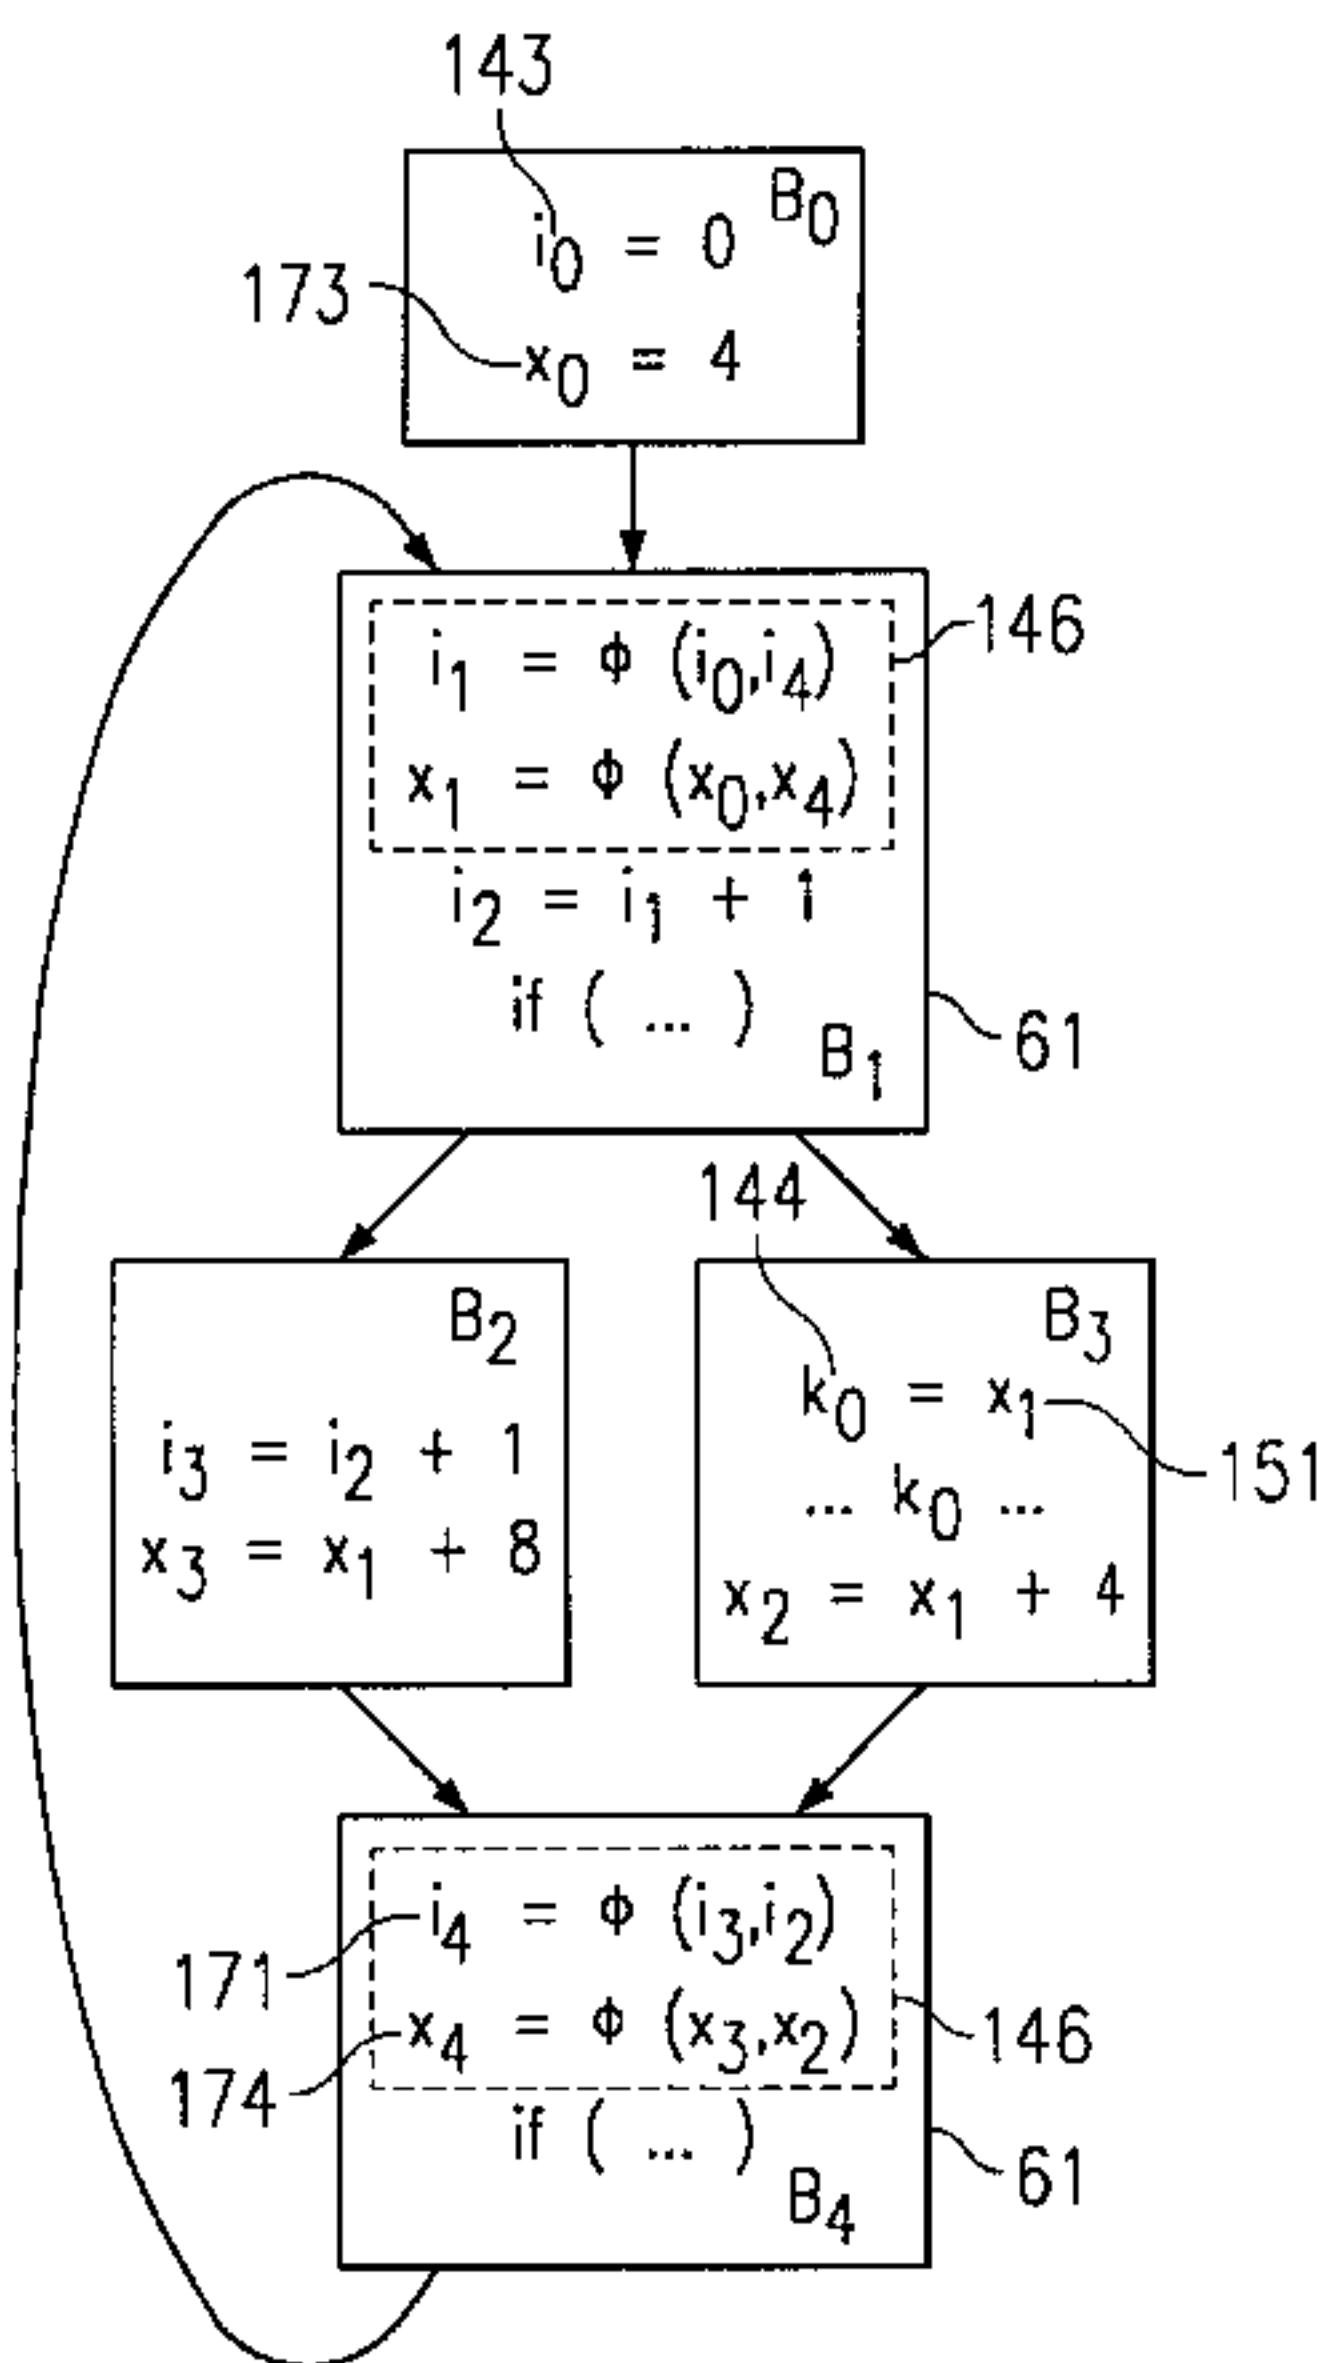 143
B₀
i₀ = 0
173
x₀ = 4
i₁ = ϕ (i₀,i₄)
146
x₁ = ϕ (x₀,x₄)
i₂ = i₁ + 1
if ( ... )
61
B₁
144
B₂
i₃ = i₂ + 1
x₃ = x₁ + 8
B₃
k₀ = x₁
151
... k₀ ...
x₂ = x₁ + 4
i₄ = ϕ (i₃,i₂)
171
x₄ = ϕ (x₃,x₂)
146
174
if ( ... )
61
B₄